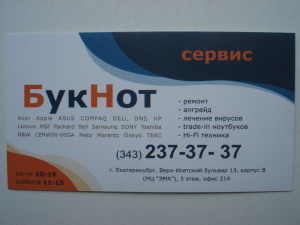 сервис
БукНот
Acer Apple ASUS COMPAQ DELL DNS HP
Lenovo MSI Packard Bell Samsung SONY Toshiba
B&W CERWIN-VEGA Metz Marantz Onkyo TEAC
- ремонт
- апгрейд
- лечение вирусов
- trade-in ноутбуков
- Hi-Fi техника
(343) 237-37- 37
пн-пт 10-19
суббота 11-15
г. Екатеринбург, Верх-Исетский бульвар 13, корпус В
(МЦ "ЭМА"), 3 этаж, офис 214